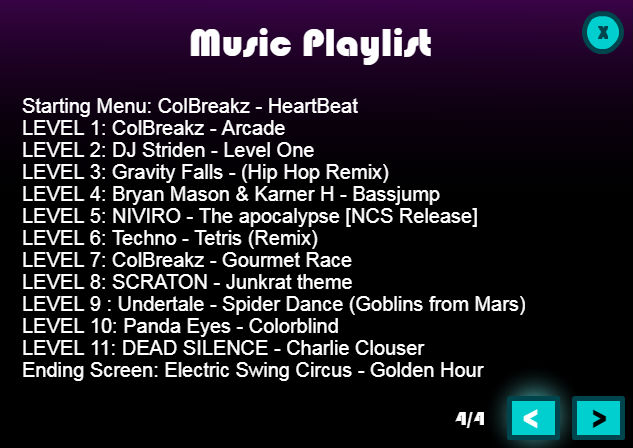 Music Playlist
X
Starting Menu: ColBreakz - HeartBeat
LEVEL 1: ColBreakz - Arcade
LEVEL 2: DJ Striden - Level One
LEVEL 3: Gravity Falls - (Hip Hop Remix)
LEVEL 4: Bryan Mason & Karner H - Bassjump
LEVEL 5: NIVIRO - The apocalypse [NCS Release]
LEVEL 6: Techno - Tetris (Remix)
LEVEL 7: ColBreakz - Gourmet Race
LEVEL 8: SCRATON - Junkrat theme
LEVEL 9 : Undertale - Spider Dance (Goblins from Mars)
LEVEL 10: Panda Eyes - Colorblind
LEVEL 11: DEAD SILENCE - Charlie Clouser
Ending Screen: Electric Swing Circus - Golden Hour
4/4 < >